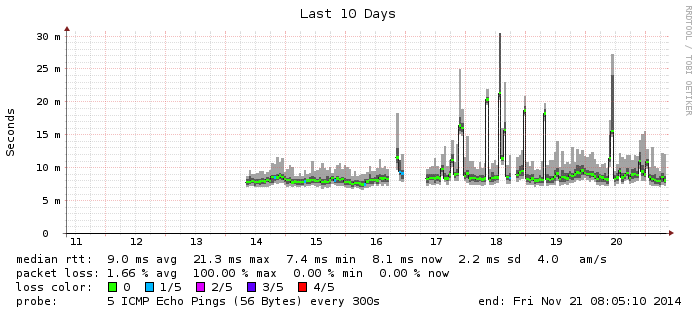 Last 10 Days
RRDTOOL / TOBI OETIKER
Seconds
30 m
25 m
20 m
15 m
10 m
5 m
0
11 12 13 14 15 16 17 18 19 20
median rtt: 9.0 ms avg 21.3 ms max 7.4 ms min 8.1 ms now 2.2 ms sd 4.0 am/s
packet loss: 1.66 % avg 100.00 % max 0.00 % min 0.00 % now
loss color: 0 1/5 2/5 3/5 4/5
probe: 5 ICMP Echo Pings (56 Bytes) every 300s end: Fri Nov 21 08:05:10 2014